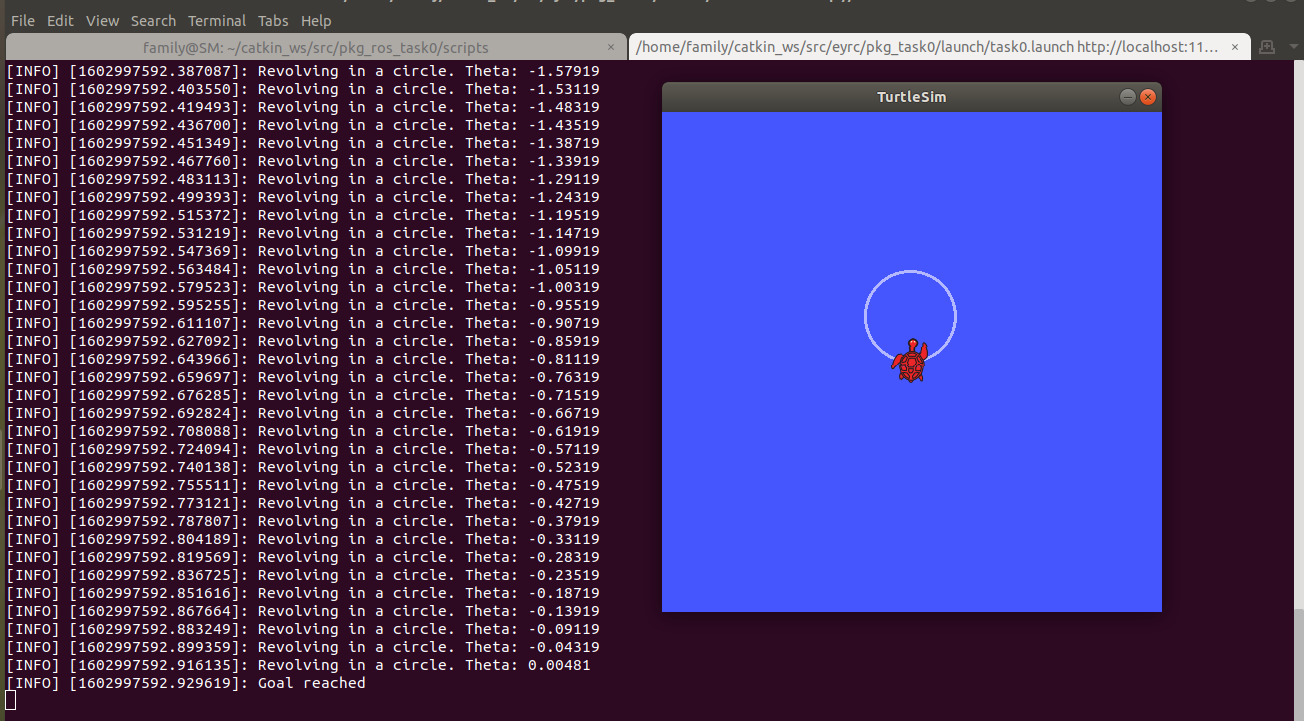 File Edit View Search Terminal Tabs Help
family@SM: ~/catkin_ws/src/pkg_ros_task0/scripts × /home/family/catkin_ws/src/eyrc/pkg_task0/launch/task0.launch http://localhost:11... ×
[INFO] [1602997592.387087]: Revolving in a circle. Theta: -1.57919
[INFO] [1602997592.403550]: Revolving in a circle. Theta: -1.53119
[INFO] [1602997592.419493]: Revolving in a circle. Theta: -1.48319
[INFO] [1602997592.436700]: Revolving in a circle. Theta: -1.43519
[INFO] [1602997592.451349]: Revolving in a circle. Theta: -1.38719
[INFO] [1602997592.467760]: Revolving in a circle. Theta: -1.33919
[INFO] [1602997592.483113]: Revolving in a circle. Theta: -1.29119
[INFO] [1602997592.499393]: Revolving in a circle. Theta: -1.24319
[INFO] [1602997592.515372]: Revolving in a circle. Theta: -1.19519
[INFO] [1602997592.531219]: Revolving in a circle. Theta: -1.14719
[INFO] [1602997592.547369]: Revolving in a circle. Theta: -1.09919
[INFO] [1602997592.563484]: Revolving in a circle. Theta: -1.05119
[INFO] [1602997592.579523]: Revolving in a circle. Theta: -1.00319
[INFO] [1602997592.595255]: Revolving in a circle. Theta: -0.95519
[INFO] [1602997592.611107]: Revolving in a circle. Theta: -0.90719
[INFO] [1602997592.627092]: Revolving in a circle. Theta: -0.85919
[INFO] [1602997592.643966]: Revolving in a circle. Theta: -0.81119
[INFO] [1602997592.659697]: Revolving in a circle. Theta: -0.76319
[INFO] [1602997592.676285]: Revolving in a circle. Theta: -0.71519
[INFO] [1602997592.692824]: Revolving in a circle. Theta: -0.66719
[INFO] [1602997592.708088]: Revolving in a circle. Theta: -0.61919
[INFO] [1602997592.724094]: Revolving in a circle. Theta: -0.57119
[INFO] [1602997592.740138]: Revolving in a circle. Theta: -0.52319
[INFO] [1602997592.755511]: Revolving in a circle. Theta: -0.47519
[INFO] [1602997592.773121]: Revolving in a circle. Theta: -0.42719
[INFO] [1602997592.787807]: Revolving in a circle. Theta: -0.37919
[INFO] [1602997592.804189]: Revolving in a circle. Theta: -0.33119
[INFO] [1602997592.819569]: Revolving in a circle. Theta: -0.28319
[INFO] [1602997592.836725]: Revolving in a circle. Theta: -0.23519
[INFO] [1602997592.851616]: Revolving in a circle. Theta: -0.18719
[INFO] [1602997592.867664]: Revolving in a circle. Theta: -0.13919
[INFO] [1602997592.883249]: Revolving in a circle. Theta: -0.09119
[INFO] [1602997592.899359]: Revolving in a circle. Theta: -0.04319
[INFO] [1602997592.916135]: Revolving in a circle. Theta: 0.00481
[INFO] [1602997592.929619]: Goal reached
TurtleSim